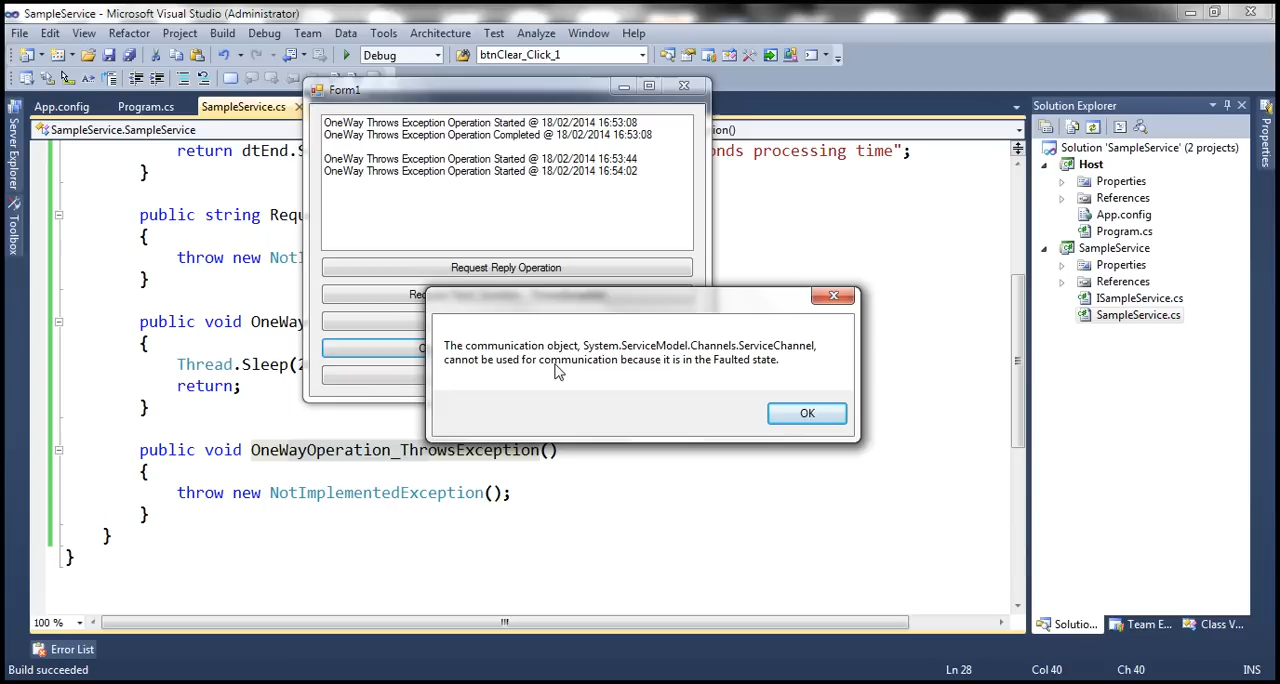 SampleService - Microsoft Visual Studio (Administrator)
File Edit View Refactor Project Build Debug Team Data Tools Architecture Test Analyze Window Help
Debug btnClear_Click_1
App.config Program.cs SampleService.cs
SampleService.SampleService
Form1
OneWay Throws Exception Operation Started @ 18/02/2014 16:53:08
OneWay Throws Exception Operation Completed @ 18/02/2014 16:53:08
OneWay Throws Exception Operation Started @ 18/02/2014 16:53:44
OneWay Throws Exception Operation Started @ 18/02/2014 16:54:02
Request Reply Operation
The communication object, System.ServiceModel.Channels.ServiceChannel,
cannot be used for communication because it is in the Faulted state.
OK
return dtEnd.S
onds processing time";
}
public string Requ
{
throw new NotI
}
public void OneWay
{
Thread.Sleep(2
return;
}
public void OneWayOperation_ThrowsException()
{
throw new NotImplementedException();
}
}
}
100 %
Server Explorer
Toolbox
Solution Explorer
Solution 'SampleService' (2 projects)
Host
Properties
References
App.config
Program.cs
SampleService
Properties
References
ISampleService.cs
SampleService.cs
Properties
Solutio... Team E... Class V...
Error List
Build succeeded
Ln 28 Col 40 Ch 40 INS